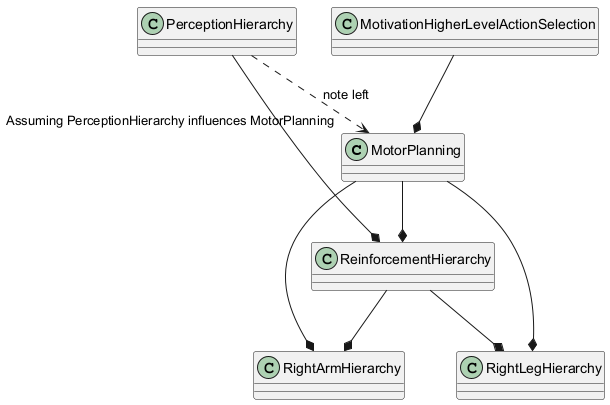 C PerceptionHierarchy
C MotivationHigherLevelActionSelection
note left
Assuming PerceptionHierarchy influences MotorPlanning
C MotorPlanning
C ReinforcementHierarchy
C RightArmHierarchy
C RightLegHierarchy